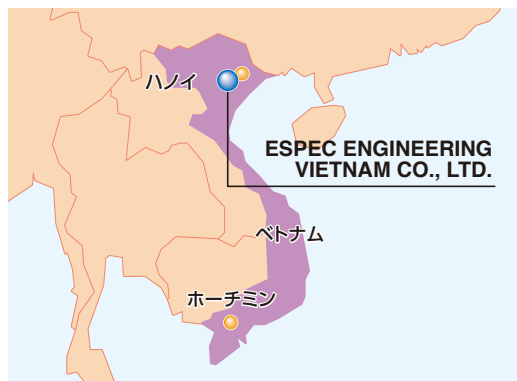 ハノイ
ESPEC ENGINEERING
VIETNAM CO., LTD.
ベトナム
ホーチミン